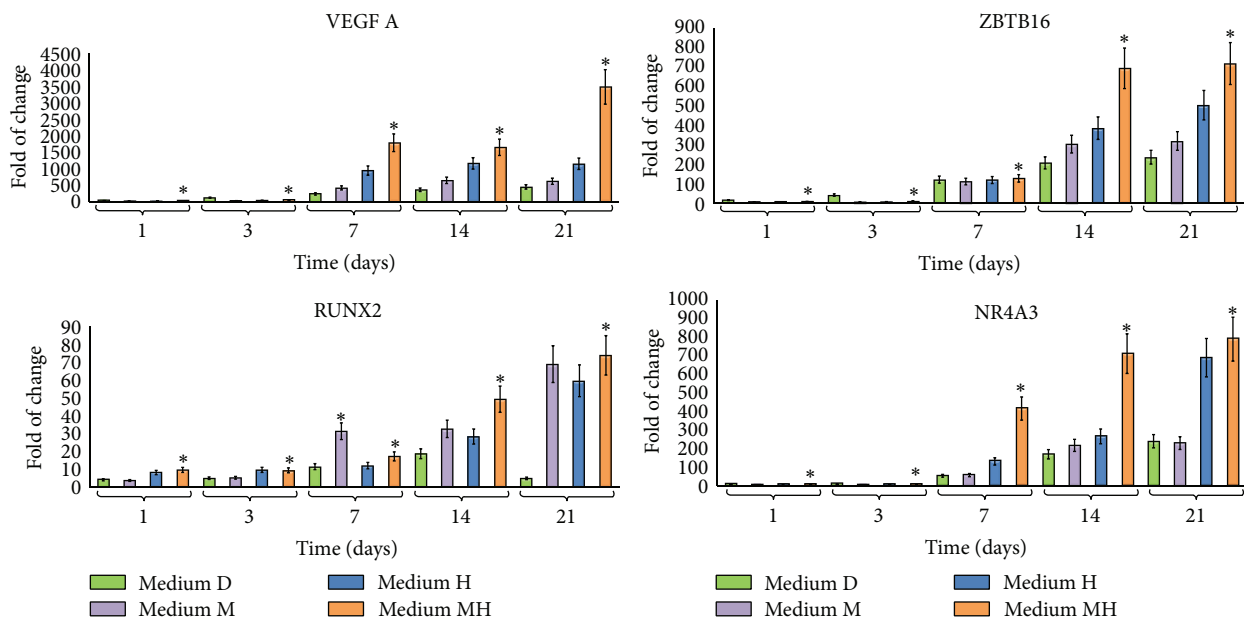 VEGF A
Fold of change
4500
4000
3500
3000
2500
2000
1500
1000
500
0
* * * * *
1 3 7 14 21
Time (days)
ZBTB16
Fold of change
900
800
700
600
500
400
300
200
100
0
* * * * *
1 3 7 14 21
Time (days)
RUNX2
Fold of change
90
80
70
60
50
40
30
20
10
0
* * * * * *
1 3 7 14 21
Time (days)
NR4A3
Fold of change
1000
900
800
700
600
500
400
300
200
100
0
* * * * *
1 3 7 14 21
Time (days)
Medium D Medium H
Medium M Medium MH
Medium D Medium H
Medium M Medium MH